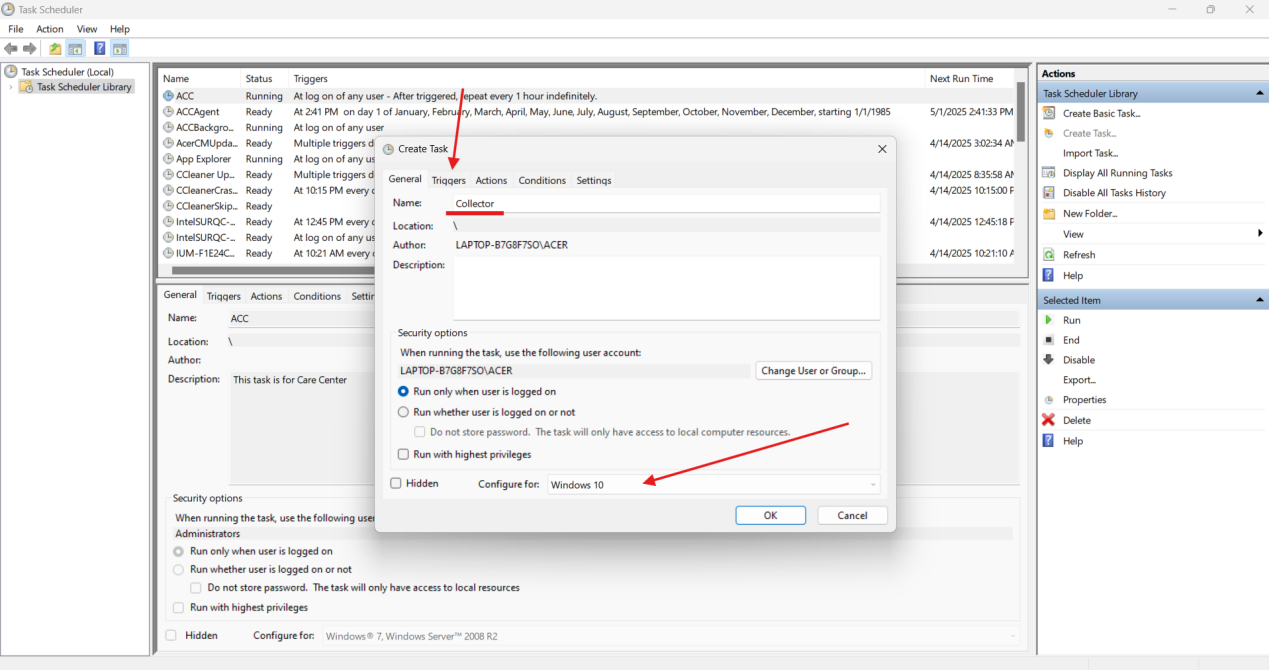 Task Scheduler
File Action View Help
Task Scheduler (Local)
Task Scheduler Library
Name Status Triggers Next Run Time
ACC Running At log on of any user - After triggered, repeat every 1 hour indefinitely.
ACCAgent Ready At 2:41 PM on day 1 of January, February, March, April, May, June, July, August, September, October, November, December, starting 1/1/1985 5/1/2025 2:41:33 PM
ACCBackgro... Running At log on of any user
AcerCMUpda... Ready Multiple triggers d 4/14/2025 3:02:34 AM
App Explorer Running At log on of any us
CCleaner Up... Ready Multiple triggers d 4/14/2025 8:35:58 AM
CCleanerCras... Ready At 10:15 PM every d 4/14/2025 10:15:00 P
CCleanerSkip... Ready
IntelSURQC-... Ready At 12:45 PM every d 4/14/2025 12:45:18 P
IntelSURQC-... Ready At log on of any us
IUM-F1E24C... Ready At 10:21 AM every d 4/14/2025 10:21:10 A
General Triggers Actions Conditions Settin
Name: ACC
Location: \
Author:
Description: This task is for Care Center
Security options
When running the task, use the following user
Administrators
Run only when user is logged on
Run whether user is logged on or not
Do not store password. The task will only have access to local resources
Run with highest privileges
Hidden Configure for: Windows® 7, Windows Server™ 2008 R2
Create Task
General Triggers Actions Conditions Settings
Name: Collector
Location: \
Author: LAPTOP-B7G8F7SO\ACER
Description:
Security options
When running the task, use the following user account:
LAPTOP-B7G8F7SO\ACER Change User or Group...
Run only when user is logged on
Run whether user is logged on or not
Do not store password. The task will only have access to local computer resources.
Run with highest privileges
Hidden Configure for: Windows 10
OK Cancel
Actions
Task Scheduler Library
Create Basic Task...
Create Task...
Import Task...
Display All Running Tasks
Disable All Tasks History
New Folder...
View
Refresh
Help
Selected Item
Run
End
Disable
Export...
Properties
Delete
Help